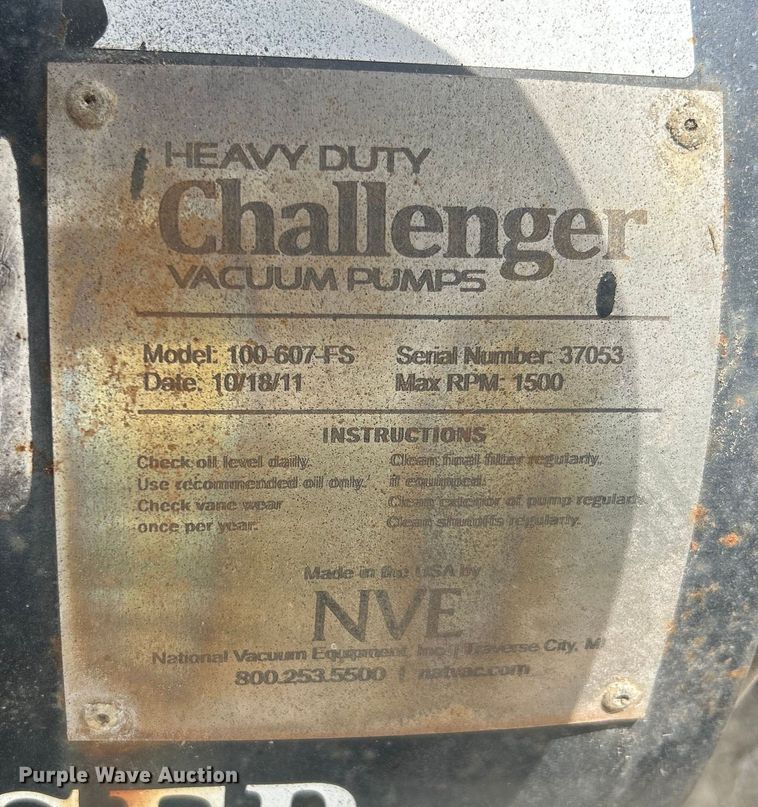 HEAVY DUTY
Challenger
VACUUM PUMPS
Model: 100-607-FS Serial Number: 37053
Date: 10/18/11 Max RPM: 1500
INSTRUCTIONS
Check oil level daily.
Use recommended oil only.
Check vane wear
once per year.
Clean final filter regularly,
if equipped.
Clean exterior of pump regularly.
Clean shutoffs regularly.
Made in the USA by
NVE
National Vacuum Equipment, Inc. | Traverse City, MI
800.253.5500 | natvac.com
Purple Wave Auction